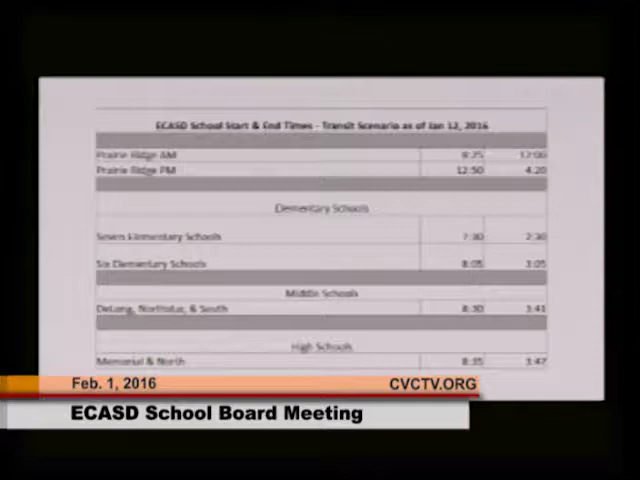 ECASD School Start & End Times - Transit Scenario as of Jan 12, 2016
Prairie Ridge AM 8:25 12:00
Prairie Ridge PM 12:50 4:20
Elementary Schools
Seven Elementary Schools 7:30 2:30
Six Elementary Schools 8:05 3:05
Middle Schools
DeLong, Northstar, & South 8:30 3:41
High Schools
Memorial & North 8:35 3:47
Feb. 1, 2016 CVCTV.ORG
ECASD School Board Meeting